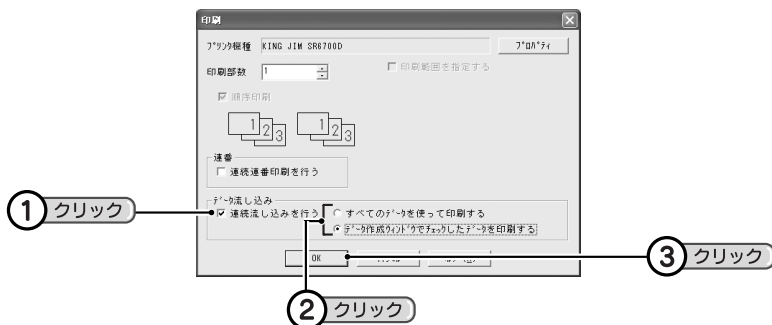 印刷
プリンタ機種 KING JIM SR6700D プロパティ
印刷部数 1 印刷範囲を指定する
順序印刷
1 2 3 1 2 3
連番
連続連番印刷を行う
データ流し込み
連続流し込みを行う すべてのデータを使って印刷する
データ作成ウィンドウでチェックしたデータを印刷する
① クリック
OK
③ クリック
② クリック